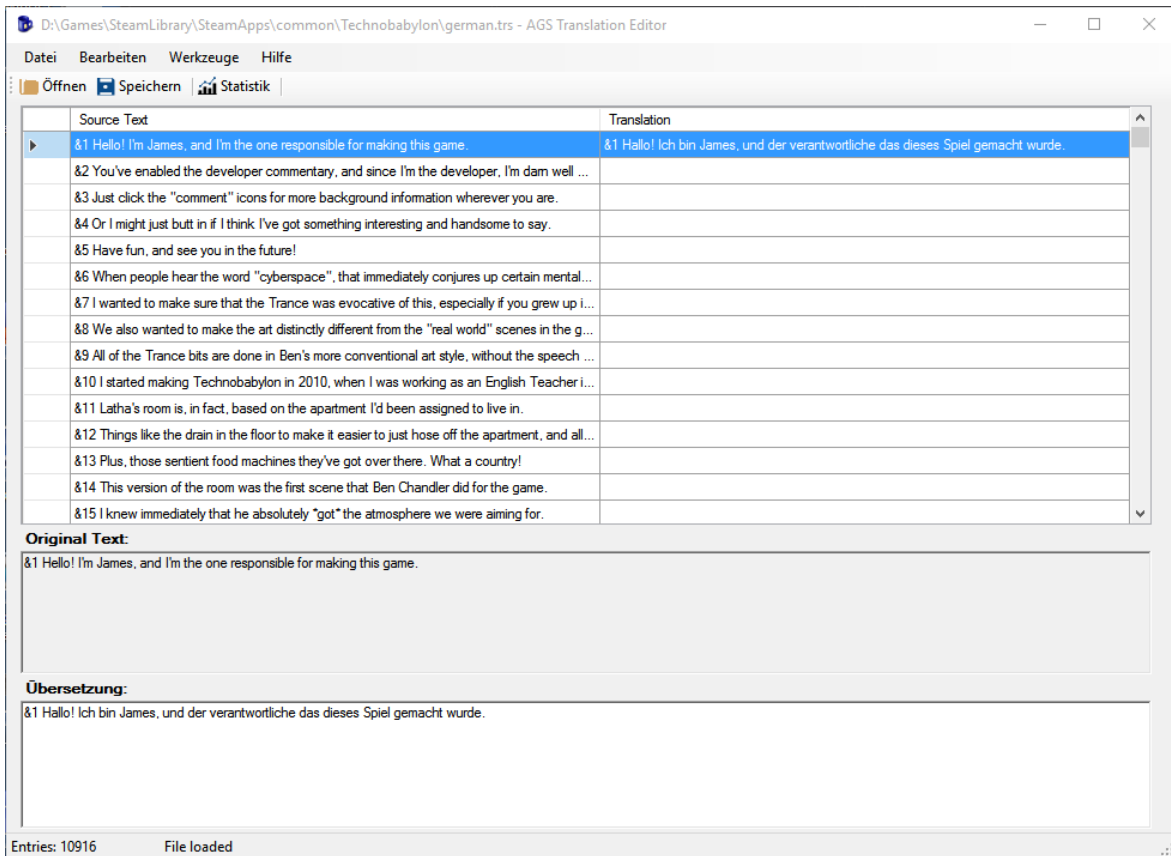 D:\Games\SteamLibrary\SteamApps\common\Technobabylon\german.trs - AGS Translation Editor
Datei Bearbeiten Werkzeuge Hilfe
Öffnen Speichern Statistik
Source Text Translation
&1 Hello! I'm James, and I'm the one responsible for making this game. &1 Hallo! Ich bin James, und der verantwortliche das dieses Spiel gemacht wurde.
&2 You've enabled the developer commentary, and since I'm the developer, I'm darn well ...
&3 Just click the "comment" icons for more background information wherever you are.
&4 Or I might just butt in if I think I've got something interesting and handsome to say.
&5 Have fun, and see you in the future!
&6 When people hear the word "cyberspace", that immediately conjures up certain mental...
&7 I wanted to make sure that the Trance was evocative of this, especially if you grew up i...
&8 We also wanted to make the art distinctly different from the "real world" scenes in the g...
&9 All of the Trance bits are done in Ben's more conventional art style, without the speech ...
&10 I started making Technobabylon in 2010, when I was working as an English Teacher i...
&11 Latha's room is, in fact, based on the apartment I'd been assigned to live in.
&12 Things like the drain in the floor to make it easier to just hose off the apartment, and all...
&13 Plus, those sentient food machines they've got over there. What a country!
&14 This version of the room was the first scene that Ben Chandler did for the game.
&15 I knew immediately that he absolutely *got* the atmosphere we were aiming for.
Original Text:
&1 Hello! I'm James, and I'm the one responsible for making this game.
Übersetzung:
&1 Hallo! Ich bin James, und der verantwortliche das dieses Spiel gemacht wurde.
Entries: 10916 File loaded